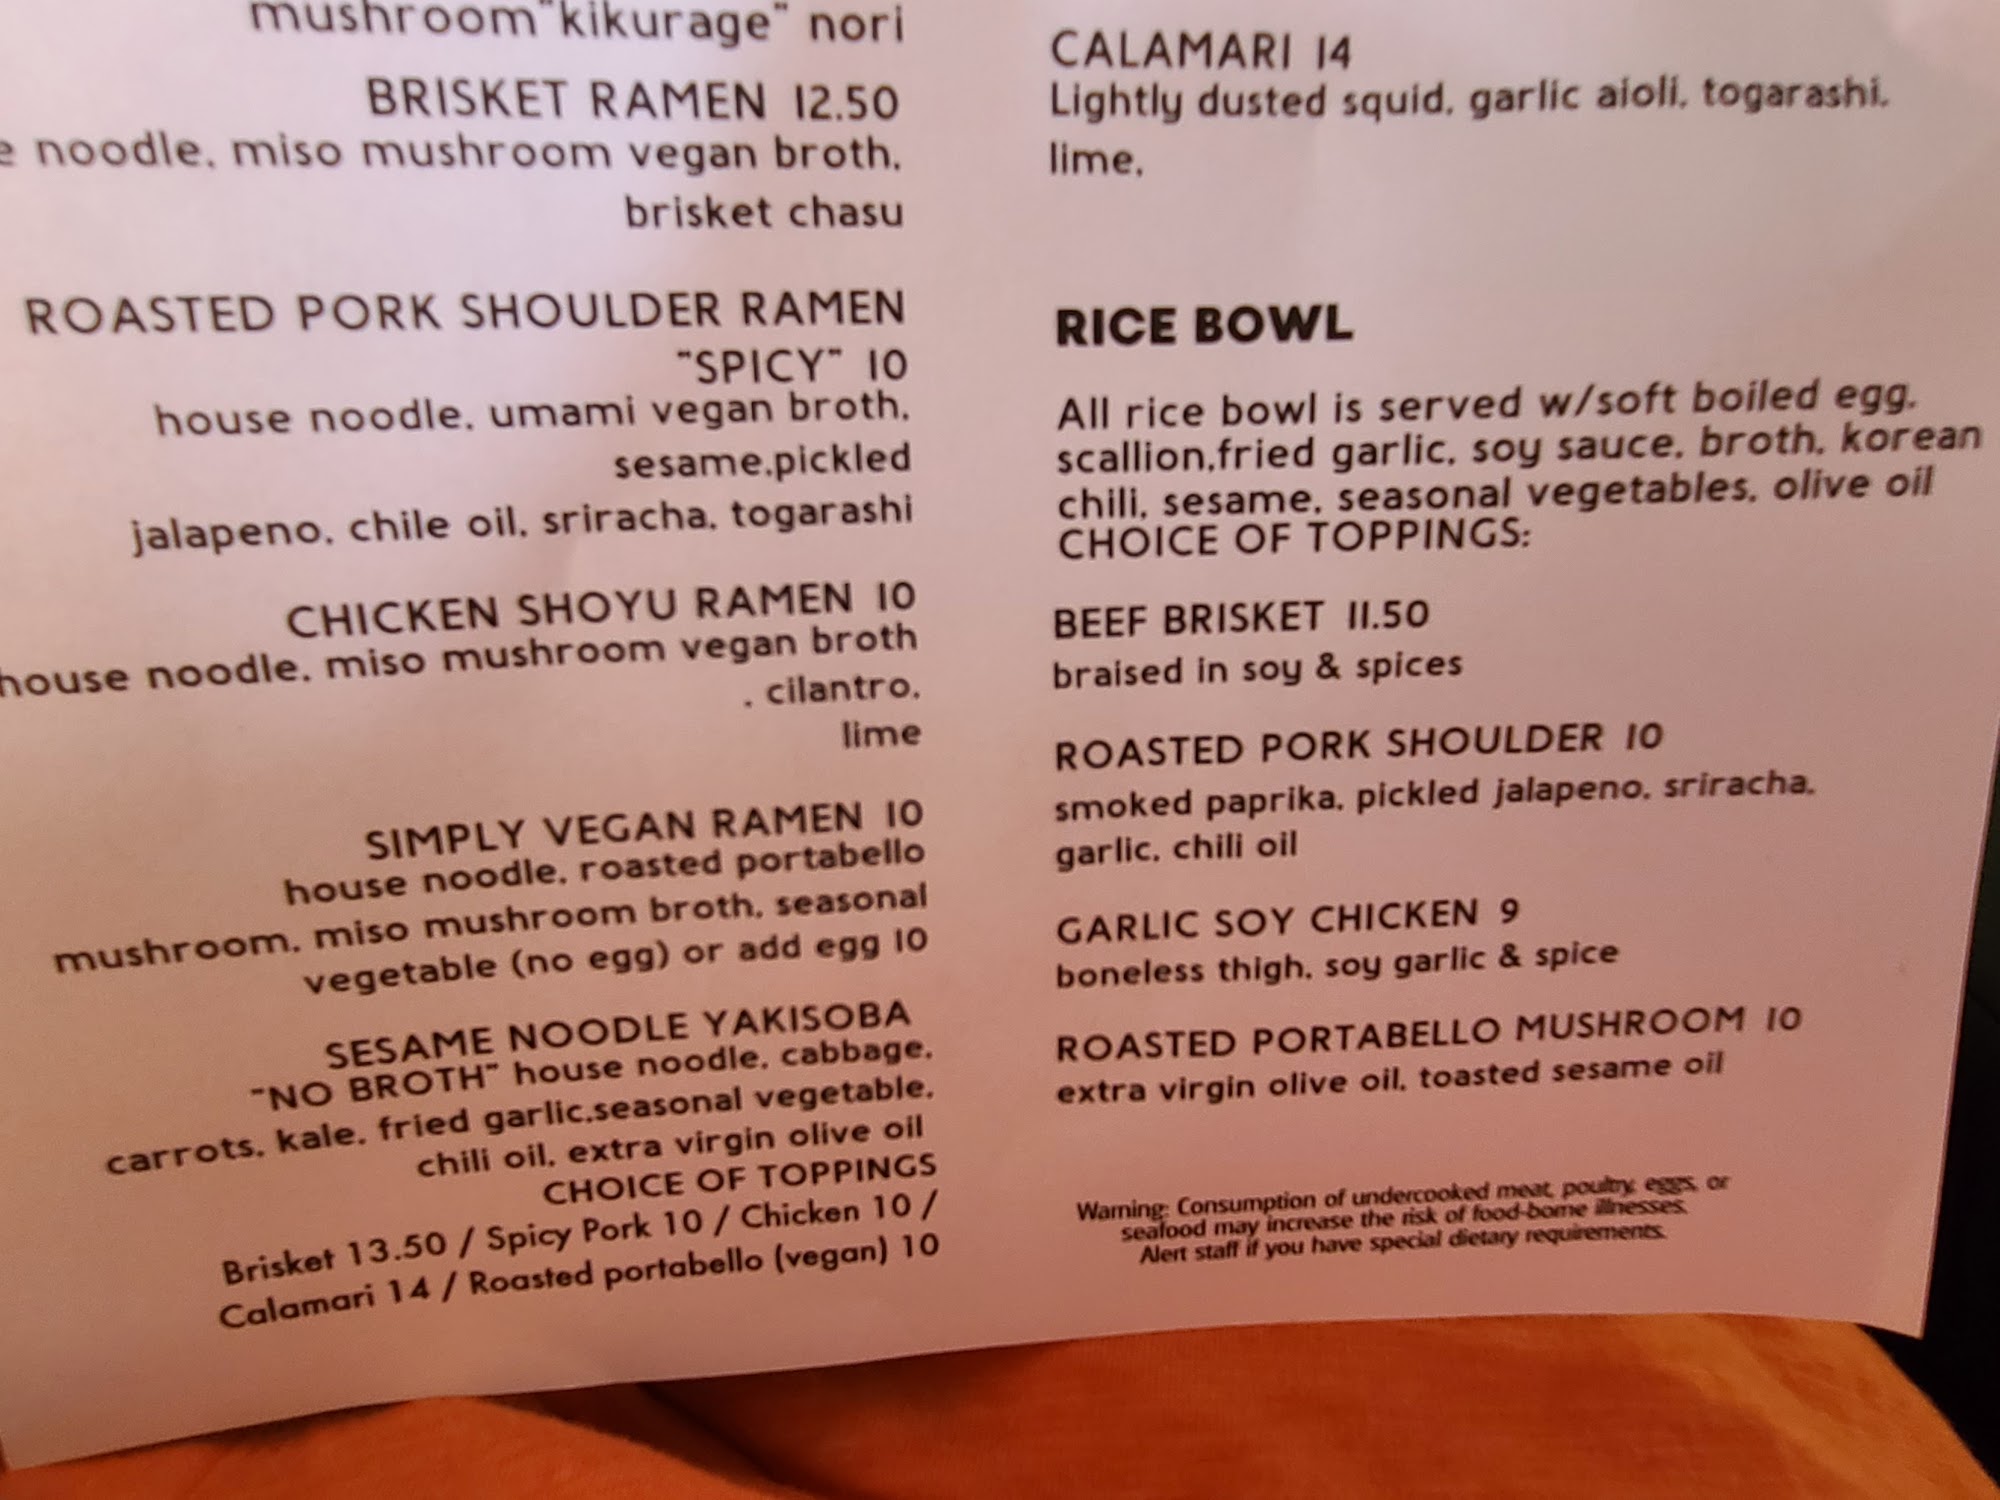 mushroom"kikurage" nori
BRISKET RAMEN 12.50
noodle, miso mushroom vegan broth,
brisket chasu
ROASTED PORK SHOULDER RAMEN
"SPICY" 10
house noodle, umami vegan broth,
sesame,pickled
jalapeno, chile oil, sriracha, togarashi
CHICKEN SHOYU RAMEN 10
house noodle, miso mushroom vegan broth
, cilantro,
lime
SIMPLY VEGAN RAMEN 10
house noodle, roasted portabello
mushroom, miso mushroom broth, seasonal
vegetable (no egg) or add egg 10
SESAME NOODLE YAKISOBA
"NO BROTH" house noodle, cabbage,
carrots, kale, fried garlic,seasonal vegetable,
chili oil, extra virgin olive oil
CHOICE OF TOPPINGS
Brisket 13.50 / Spicy Pork 10 / Chicken 10 /
Calamari 14 / Roasted portabello (vegan) 10
CALAMARI 14
Lightly dusted squid, garlic aioli, togarashi,
lime,
RICE BOWL
All rice bowl is served w/soft boiled egg,
scallion,fried garlic, soy sauce, broth, korean
chili, sesame, seasonal vegetables, olive oil
CHOICE OF TOPPINGS:
BEEF BRISKET 11.50
braised in soy & spices
ROASTED PORK SHOULDER 10
smoked paprika, pickled jalapeno, sriracha,
garlic, chili oil
GARLIC SOY CHICKEN 9
boneless thigh, soy garlic & spice
ROASTED PORTABELLO MUSHROOM 10
extra virgin olive oil, toasted sesame oil
Warning: Consumption of undercooked meat, poultry, eggs, or
seafood may increase the risk of food-borne illnesses.
Alert staff if you have special dietary requirements.